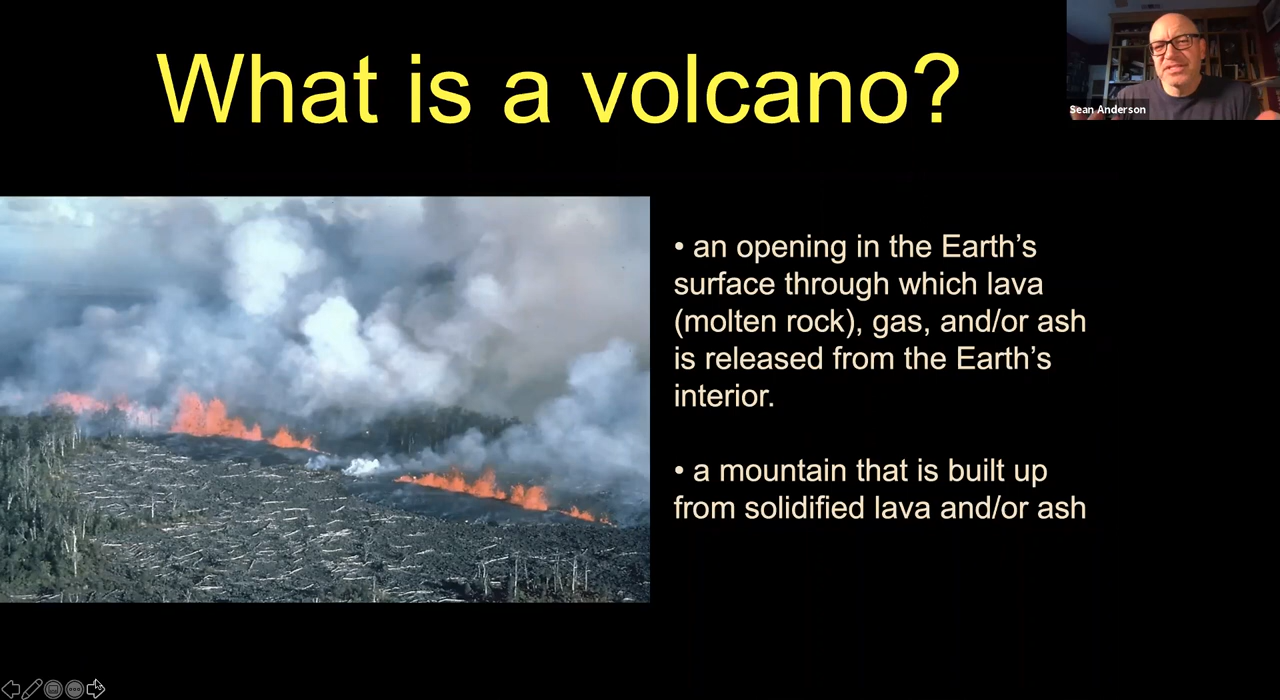 What is a volcano?
Sean Anderson
• an opening in the Earth’s
surface through which lava
(molten rock), gas, and/or ash
is released from the Earth’s
interior.
• a mountain that is built up
from solidified lava and/or ash